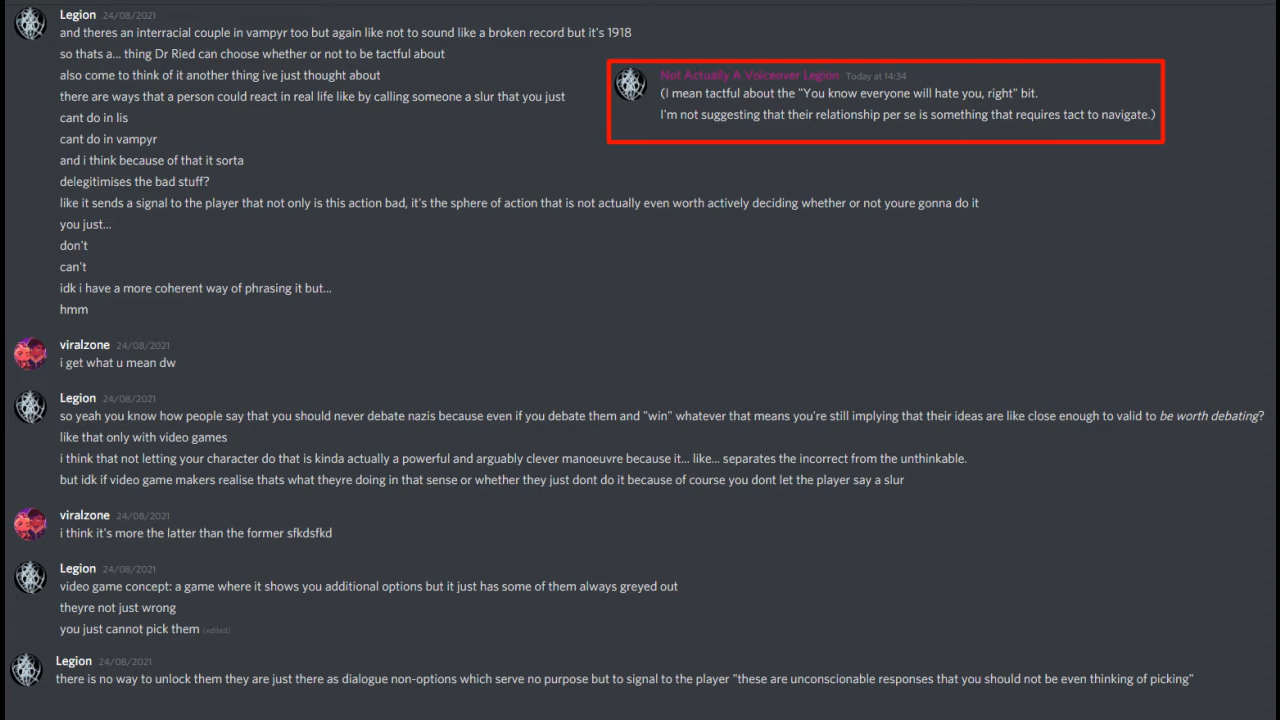 Legion 24/08/2021
and theres an interracial couple in vampyr too but again like not to sound like a broken record but it's 1918
so thats a... thing Dr Ried can choose whether or not to be tactful about
also come to think of it another thing ive just thought about
there are ways that a person could react in real life like by calling someone a slur that you just
cant do in lis
cant do in vampyr
and i think because of that it sorta
delegitimises the bad stuff?
like it sends a signal to the player that not only is this action bad, it's the sphere of action that is not actually even worth actively deciding whether or not youre gonna do it
you just...
don't
can't
idk i have a more coherent way of phrasing it but...
hmm
Not Actually A Voiceover Legion Today at 14:34
(I mean tactful about the "You know everyone will hate you, right" bit.
I'm not suggesting that their relationship per se is something that requires tact to navigate.)
viralzone 24/08/2021
i get what u mean dw
Legion 24/08/2021
so yeah you know how people say that you should never debate nazis because even if you debate them and "win" whatever that means you're still implying that their ideas are like close enough to valid to be worth debating?
like that only with video games
i think that not letting your character do that is kinda actually a powerful and arguably clever manoeuvre because it... like... separates the incorrect from the unthinkable.
but idk if video game makers realise thats what theyre doing in that sense or whether they just dont do it because of course you dont let the player say a slur
viralzone 24/08/2021
i think it's more the latter than the former sfkdsfkd
Legion 24/08/2021
video game concept: a game where it shows you additional options but it just has some of them always greyed out
theyre not just wrong
you just cannot pick them (edited)
Legion 24/08/2021
there is no way to unlock them they are just there as dialogue non-options which serve no purpose but to signal to the player "these are unconscionable responses that you should not be even thinking of picking"